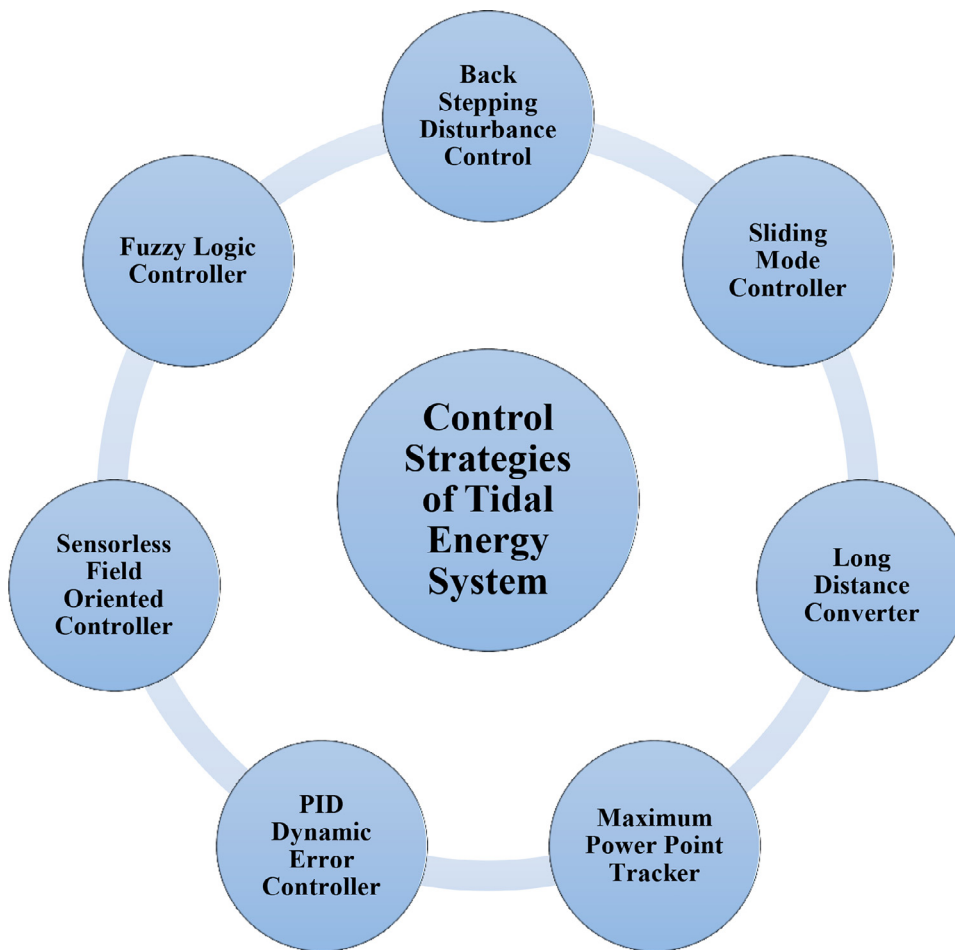 Back
Stepping
Disturbance
Control
Sliding
Mode
Controller
Long
Distance
Converter
Maximum
Power Point
Tracker
PID
Dynamic
Error
Controller
Sensorless
Field
Oriented
Controller
Fuzzy Logic
Controller
Control
Strategies
of Tidal
Energy
System